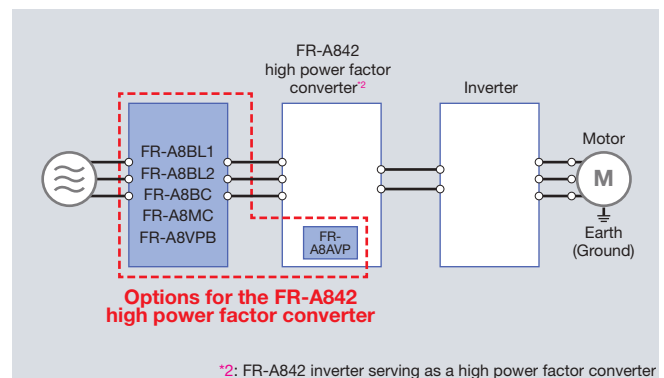 FR-A842
high power factor
converter*2
Inverter
Motor
FR-A8BL1
FR-A8BL2
FR-A8BC
FR-A8MC
FR-A8VPB
M
FR-
A8AVP
Earth
(Ground)
Options for the FR-A842
high power factor converter
*2: FR-A842 inverter serving as a high power factor converter